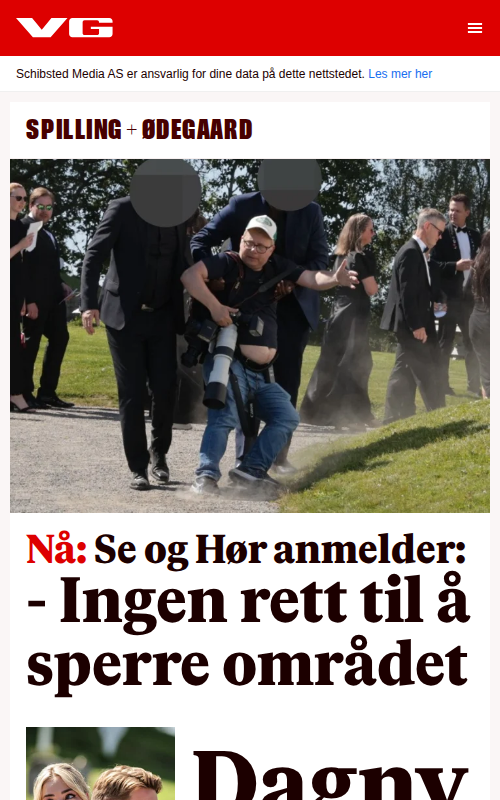 VG
Schibsted Media AS er ansvarlig for dine data på dette nettstedet. Les mer her
SPILLING + ØDEGAARD
Nå: Se og Hør anmelder:
- Ingen rett til å
sperre området
Dagny